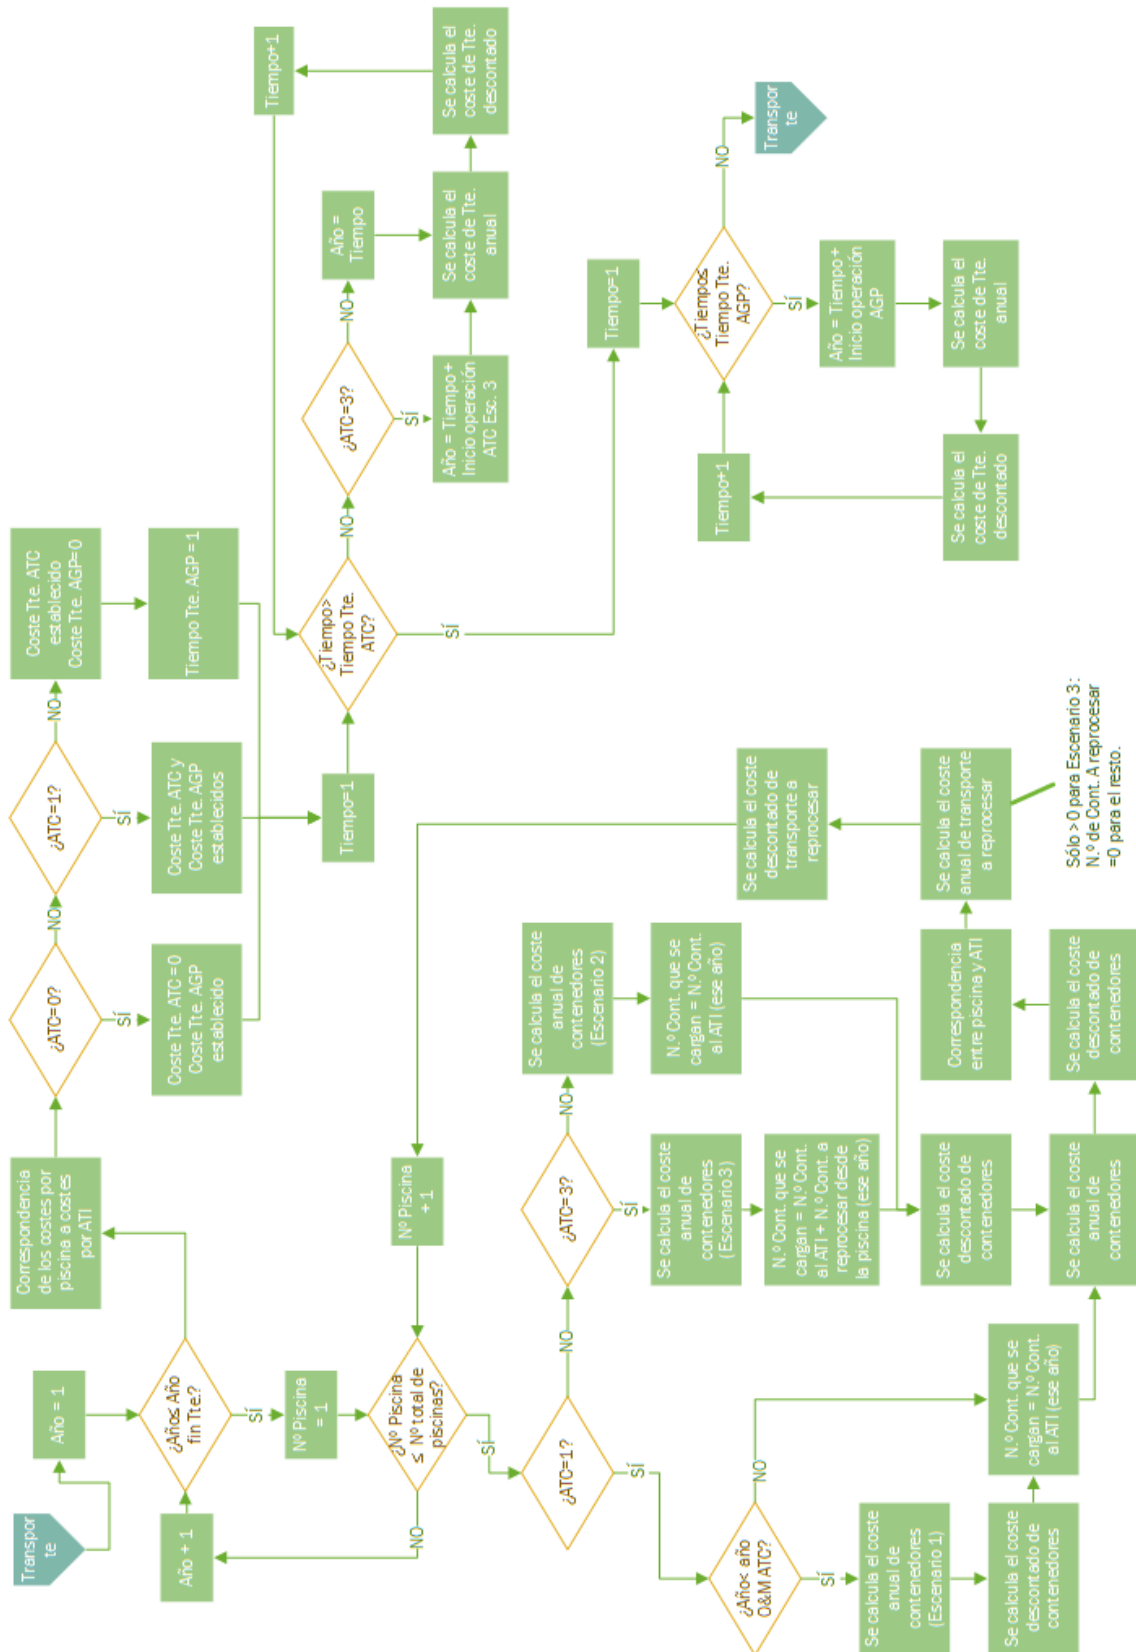 Transpor
te
Año = 1
Año + 1
¿Año≤ Año
fin Tte.?
SÍ
Nº Piscina
= 1
¿Nº Piscina
≤ Nº total de
piscinas?
NO
SÍ
Nº Piscina
+ 1
Correspondencia
de los costes por
piscina a costes
por ATI
¿ATC=0?
NO
SÍ
Coste Tte. ATC = 0
Coste Tte. AGP
establecido
¿ATC=1?
NO
SÍ
Coste Tte. ATC y
Coste Tte. AGP
establecidos
Coste Tte. ATC
establecido
Coste Tte. AGP=0
Tiempo Tte. AGP = 1
Tiempo=1
¿Tiempo>
Tiempo Tte.
ATC?
NO
SÍ
¿ATC=3?
NO
SÍ
Año =
Tiempo
Año = Tiempo+
Inicio operación
ATC Esc. 3
Se calcula el
coste de Tte.
anual
Se calcula el
coste de Tte.
descontado
Tiempo+1
Tiempo=1
¿Tiempo≤
Tiempo Tte.
AGP?
NO
Transpor
te
SÍ
Año = Tiempo+
Inicio operación
AGP
Se calcula el
coste de Tte.
anual
Se calcula el
coste de Tte.
descontado
Tiempo+1
¿ATC=1?
NO
SÍ
¿ATC=3?
NO
SÍ
Se calcula el coste
anual de
contenedores
(Escenario 2)
N.º Cont. que se
cargan = N.º Cont.
al ATI (ese año)
Se calcula el coste
anual de
contenedores
(Escenario 3)
N.º Cont. que se
cargan = N.º Cont.
al ATI + N.º Cont. a
reprocesar desde
la piscina (ese año)
Se calcula el coste
descontado de
contenedores
¿Año< año
O&M ATC?
NO
SÍ
Se calcula el coste
anual de
contenedores
(Escenario 1)
Se calcula el coste
descontado de
contenedores
N.º Cont. que se
cargan = N.º Cont.
al ATI (ese año)
Se calcula el coste
anual de
contenedores
Se calcula el coste
descontado de
contenedores
Correspondencia
entre piscina y ATI
Se calcula el coste
anual de transporte
a reprocesar
Se calcula el coste
descontado de
transporte a
reprocesar
Sólo > 0 para Escenario 3:
N.º de Cont. A reprocesar
=0 para el resto.